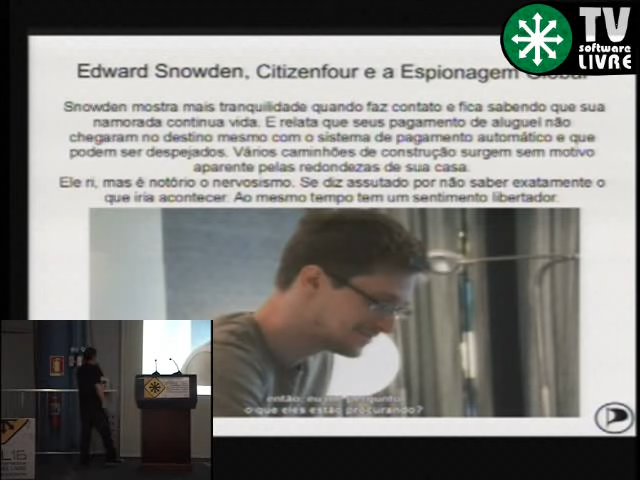 TV
software
LIVRE
Edward Snowden, Citizenfour e a Espionagem Global
Snowden mostra mais tranquilidade quando faz contato e fica sabendo que sua
namorada continua vida. E relata que seus pagamento de aluguel não
chegaram no destino mesmo com o sistema de pagamento automático e que
podem ser despejados. Vários caminhões de construção surgem sem motivo
aparente pelas redondezas de sua casa.
Ele ri, mas é notório o nervosismo. Se diz assutado por não saber exatamente o
que iria acontecer. Ao mesmo tempo tem um sentimento libertador.
então, eu me pergunto,
o que eles estão procurando?